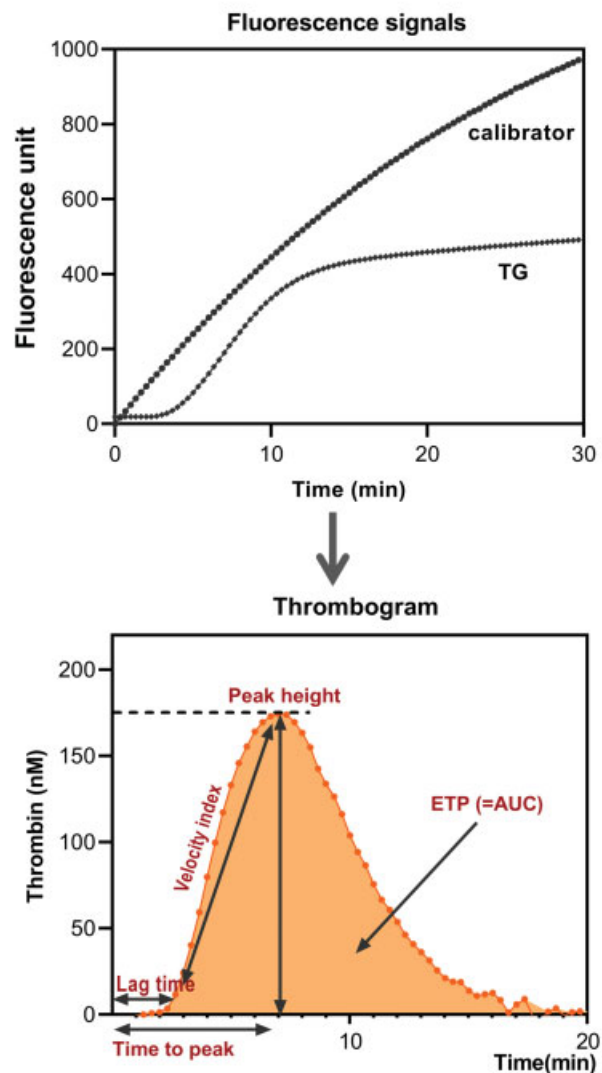 Fluorescence signals
1000
800
600
400
200
0
Fluorescence unit
calibrator
TG
0 10 20 30
Time (min)
Thrombogram
200
150
100
50
0
Thrombin (nM)
Peak height
Velocity index
ETP (=AUC)
Lag time
Time to peak
10 20
Time(min)